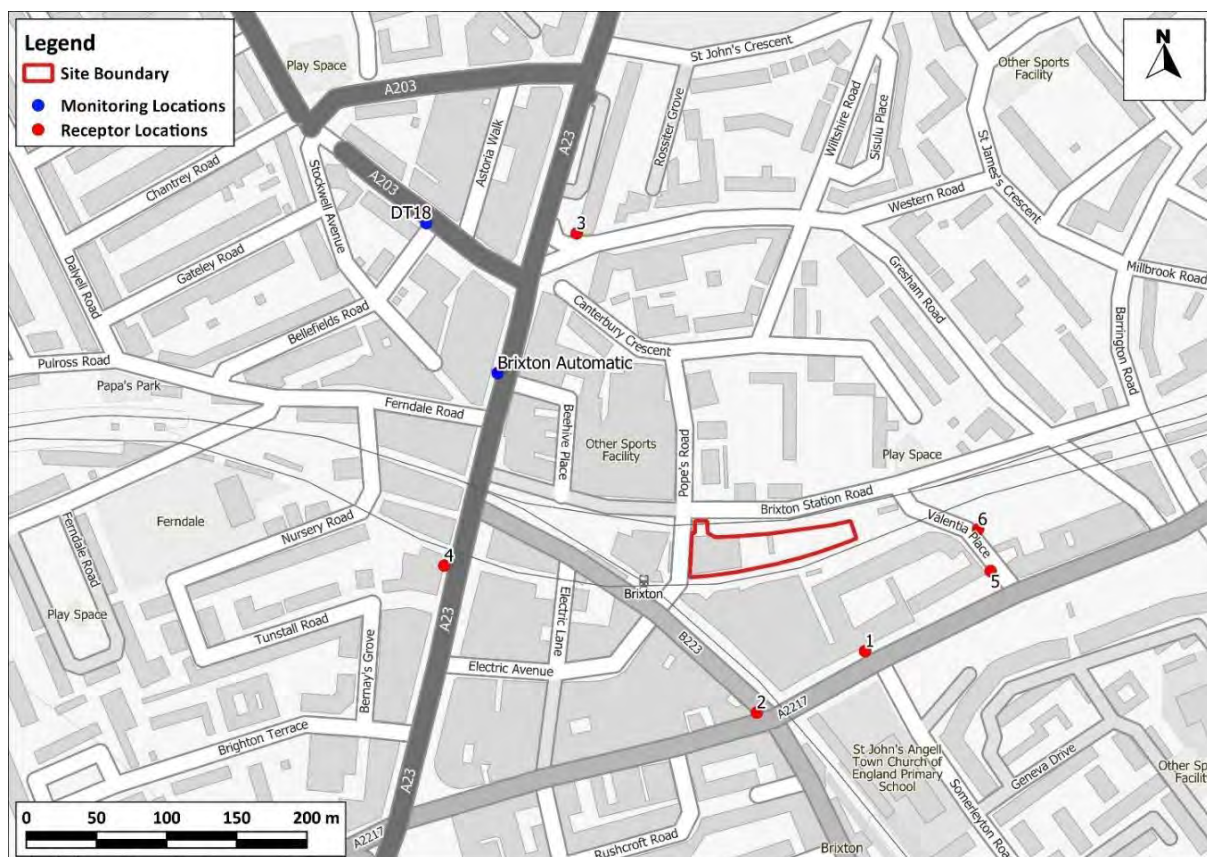 Legend
Site Boundary
Monitoring Locations
Receptor Locations
N
Play Space
St John's Crescent
Other Sports
Facility
A203
Astoria Walk
A23
Rossiter Grove
Wiltshire Road
Sisulu Place
St James's Crescent
Chantrey Road
Stockwell Avenue
A203
DT18
3
Western Road
Gateley Road
Dalyell Road
Bellefields Road
Gresham Road
Millbrook Road
Barrington Road
Canterbury Crescent
Pulross Road
Papa's Park
Brixton Automatic
Ferndale Road
Beehive Place
Other Sports
Facility
Pope's Road
Play Space
Brixton Station Road
Ferndale
Nursery Road
Ferndale Road
Valentia Place
6
5
4
Brixton
Play Space
A23
Electric Lane
Tunstall Road
B223
1
Electric Avenue
Bernay's Grove
2
A2217
Brighton Terrace
St John's Angell
Town Church of
England Primary
School
Somerleyton Road
Geneva Drive
Other Sp
Facility
A23
0 50 100 150 200 m
A2217
Rushcroft Road
Brixton